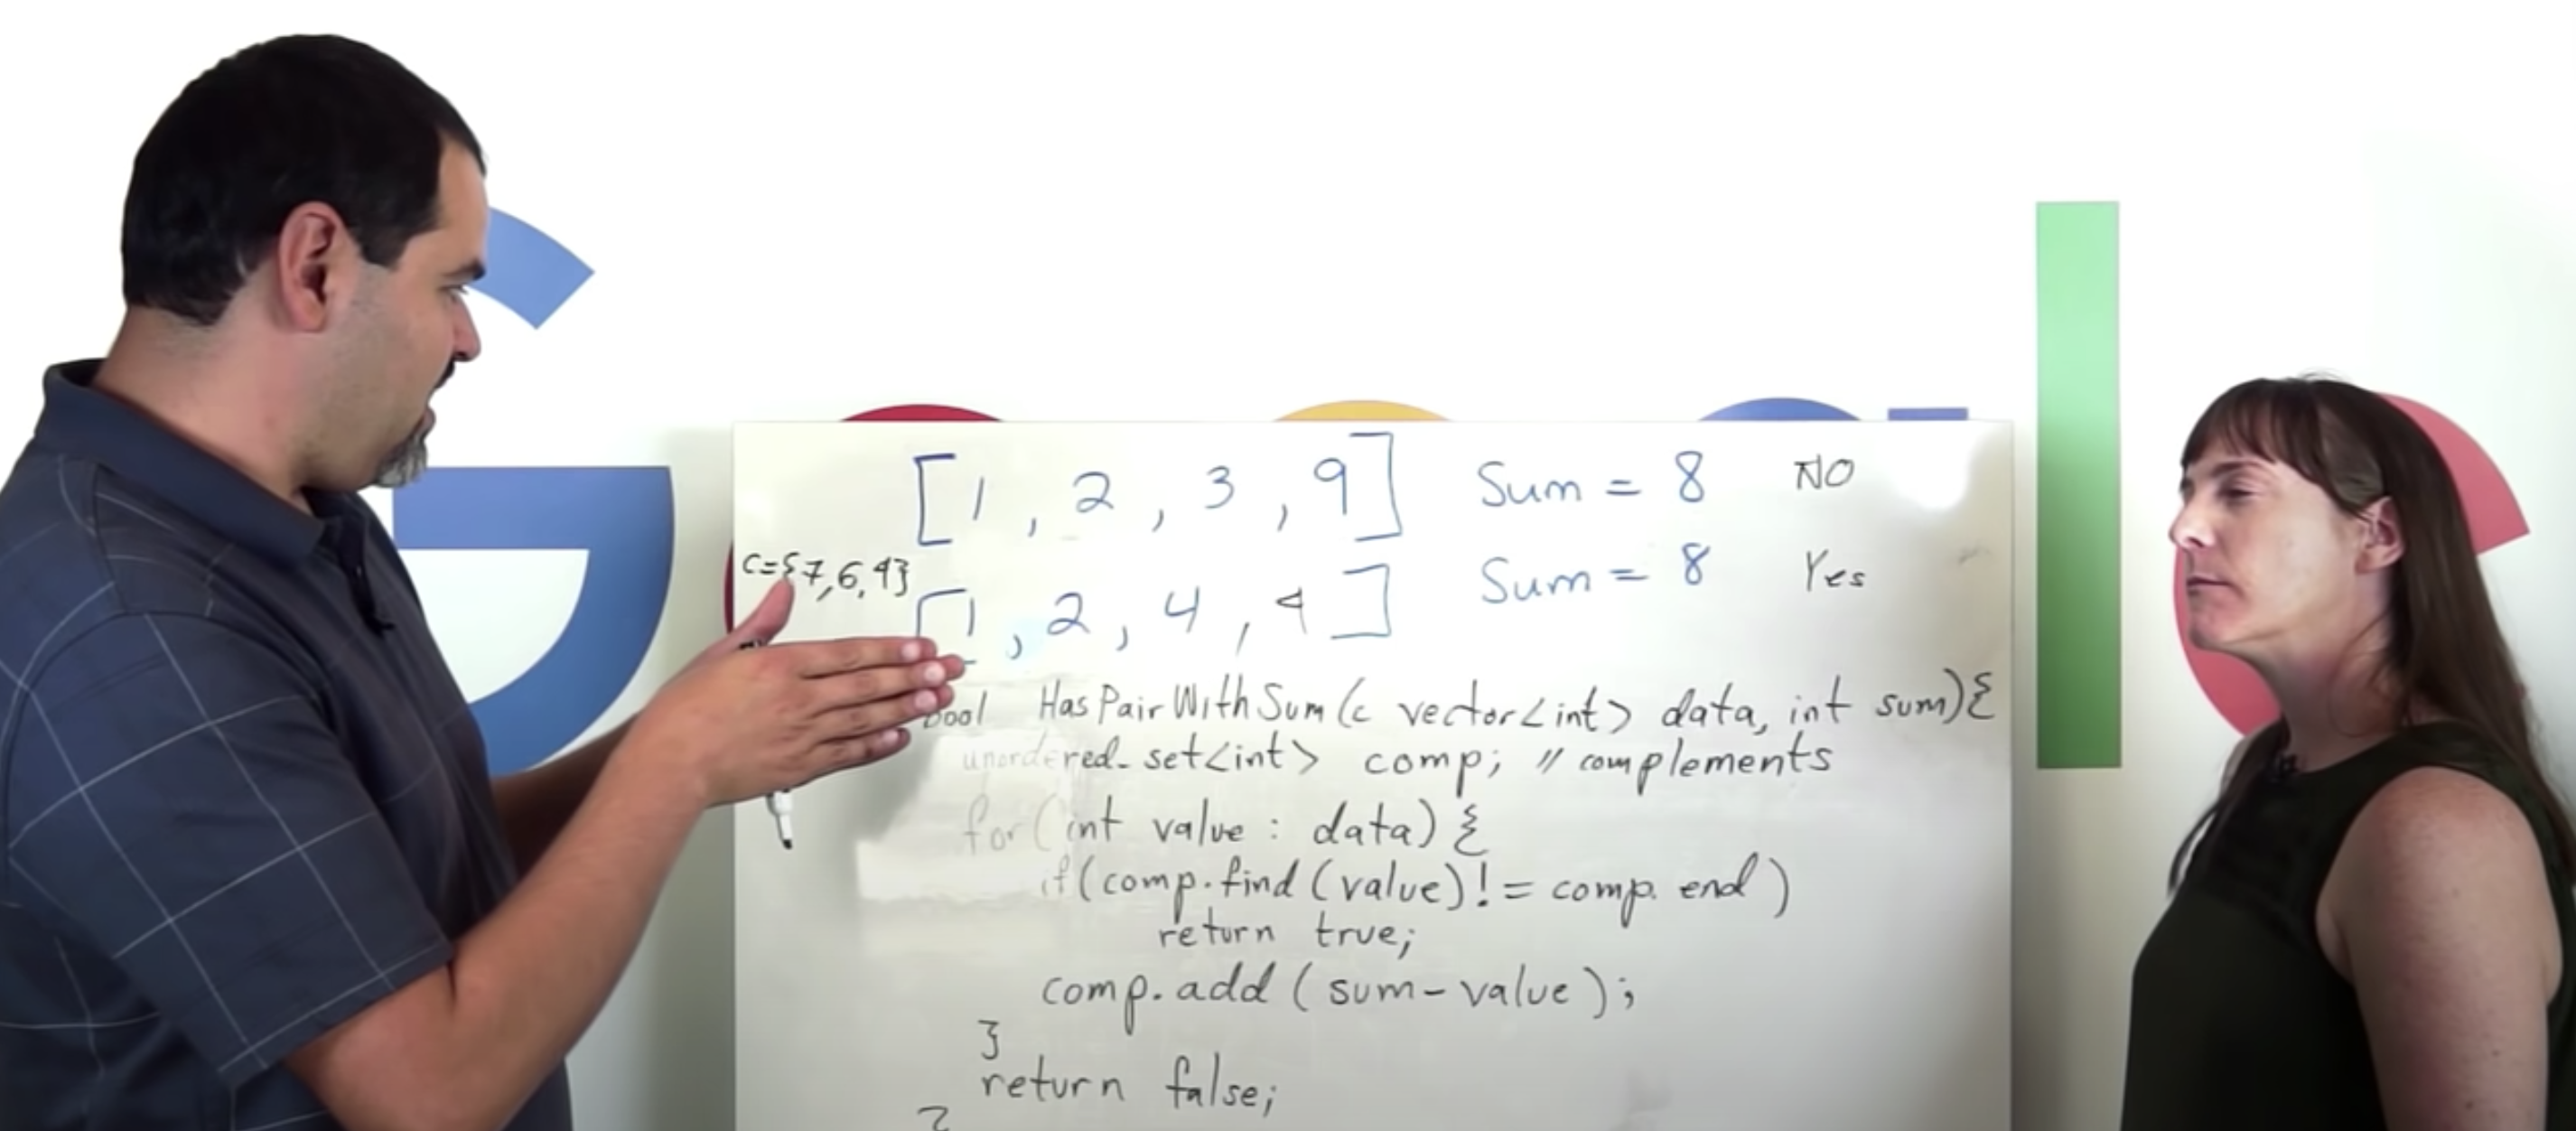 [1, 2, 3, 9] Sum = 8 NO
c={7,6,4}
[1, 2, 4, 4] Sum = 8 Yes
bool HasPairWithSum(c vector<int> data, int sum){
unordered_set<int> comp; // complements
for(int value : data) {
if(comp.find(value)!= comp.end)
return true;
comp.add(sum-value);
}
return false;